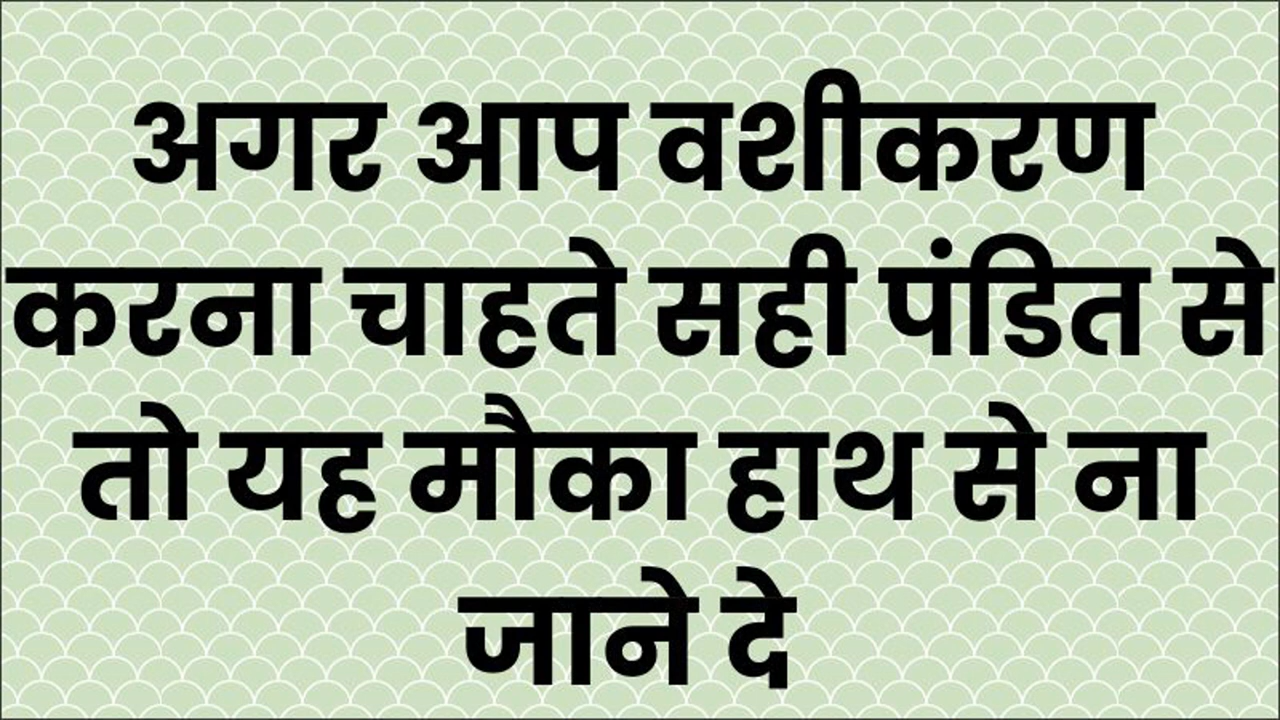 अगर आप वशीकरण
करना चाहते सही पंडित से
तो यह मौका हाथ से ना
जाने दे